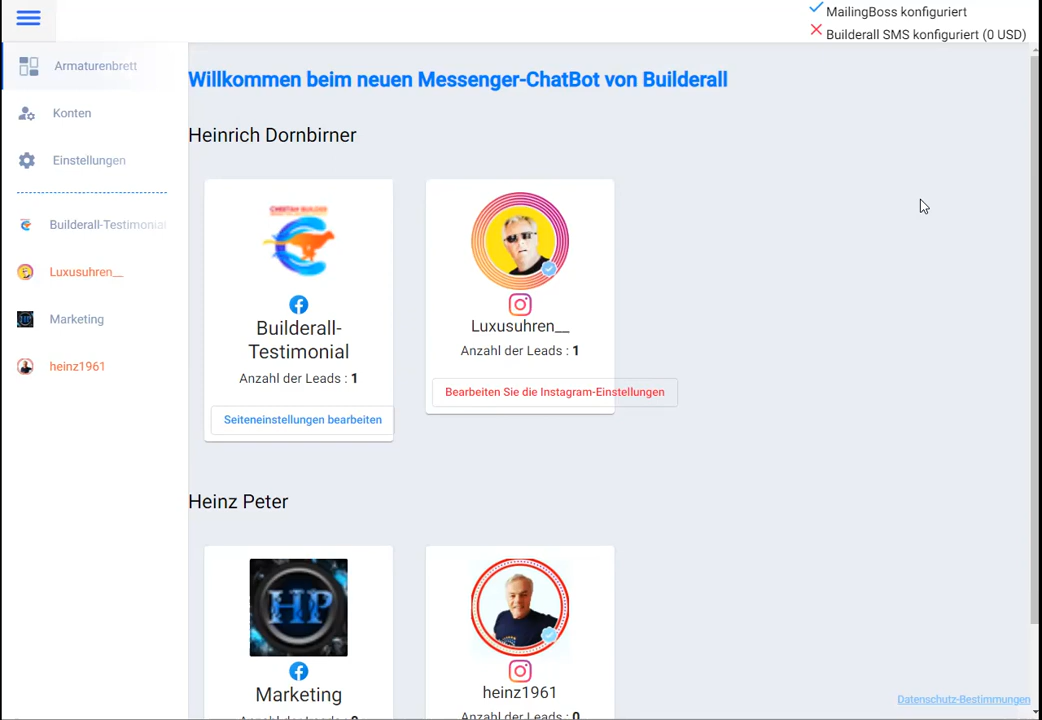 MailingBoss konfiguriert
Builderall SMS konfiguriert (0 USD)
Armaturenbrett
Konten
Einstellungen
Builderall-Testimonial
Luxusuhren__
Marketing
heinz1961
Willkommen beim neuen Messenger-ChatBot von Builderall
Heinrich Dornbirner
CHEETAH BUILDER
Builderall-
Testimonial
Anzahl der Leads : 1
Seiteneinstellungen bearbeiten
Luxusuhren__
Anzahl der Leads : 1
Bearbeiten Sie die Instagram-Einstellungen
Heinz Peter
HP
Marketing
heinz1961
Anzahl der Leads : 0
Datenschutz-Bestimmungen